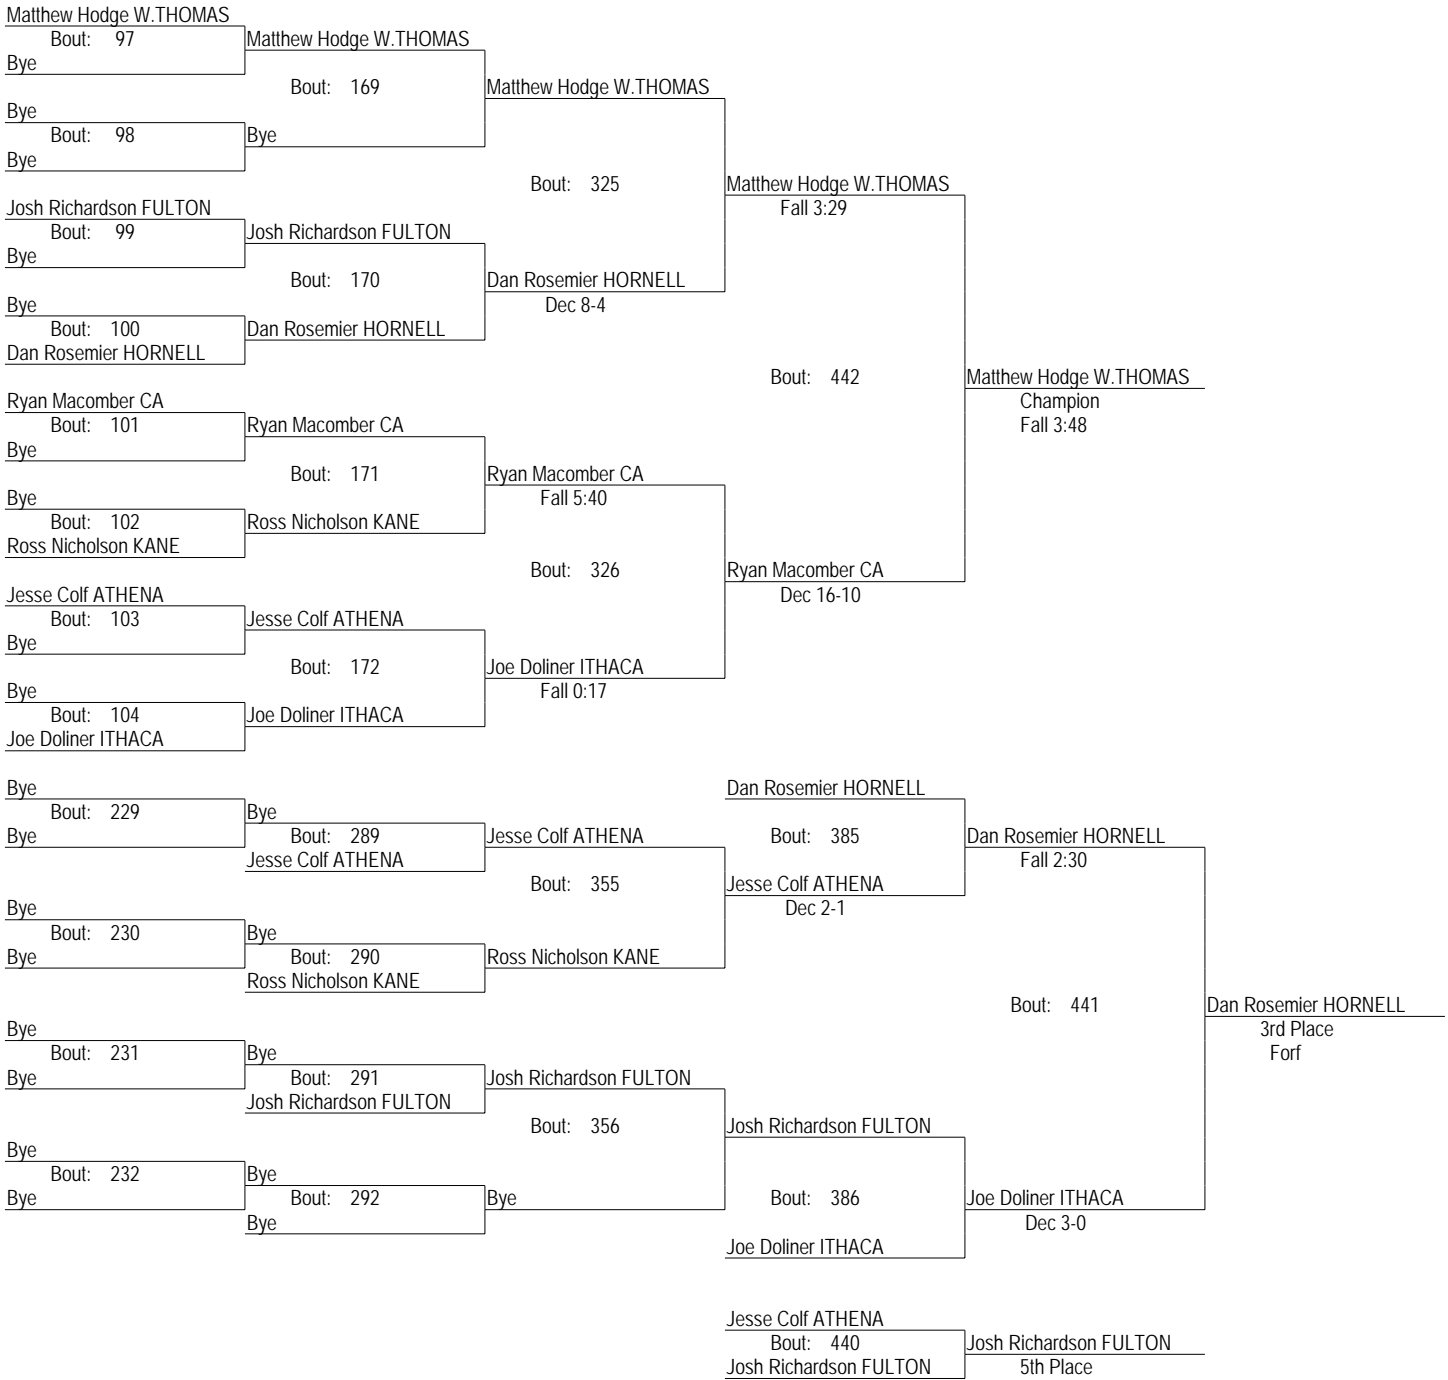 Matthew Hodge W.THOMAS
Bout: 97
Matthew Hodge W.THOMAS
Bye
Bout: 169
Matthew Hodge W.THOMAS
Bye
Bout: 98
Bye
Bye
Bout: 325
Matthew Hodge W.THOMAS
Fall 3:29
Josh Richardson FULTON
Bout: 99
Josh Richardson FULTON
Bye
Bout: 170
Dan Rosemier HORNELL
Dec 8-4
Bye
Bout: 100
Dan Rosemier HORNELL
Dan Rosemier HORNELL
Bout: 442
Matthew Hodge W.THOMAS
Champion
Fall 3:48
Ryan Macomber CA
Bout: 101
Ryan Macomber CA
Bye
Bout: 171
Ryan Macomber CA
Fall 5:40
Bye
Bout: 102
Ross Nicholson KANE
Ross Nicholson KANE
Bout: 326
Ryan Macomber CA
Dec 16-10
Jesse Colf ATHENA
Bout: 103
Jesse Colf ATHENA
Bye
Bout: 172
Joe Doliner ITHACA
Fall 0:17
Bye
Bout: 104
Joe Doliner ITHACA
Joe Doliner ITHACA
Bye
Bout: 229
Bye
Bye
Bout: 289
Jesse Colf ATHENA
Jesse Colf ATHENA
Dan Rosemier HORNELL
Bout: 385
Dan Rosemier HORNELL
Fall 2:30
Bout: 355
Jesse Colf ATHENA
Dec 2-1
Bye
Bout: 230
Bye
Bye
Bout: 290
Ross Nicholson KANE
Ross Nicholson KANE
Bout: 441
Dan Rosemier HORNELL
3rd Place
Forf
Bye
Bout: 231
Bye
Bye
Bout: 291
Josh Richardson FULTON
Josh Richardson FULTON
Bout: 356
Josh Richardson FULTON
Bye
Bout: 232
Bye
Bye
Bout: 292
Bye
Bye
Bout: 386
Joe Doliner ITHACA
Dec 3-0
Joe Doliner ITHACA
Jesse Colf ATHENA
Bout: 440
Josh Richardson FULTON
Josh Richardson FULTON
5th Place